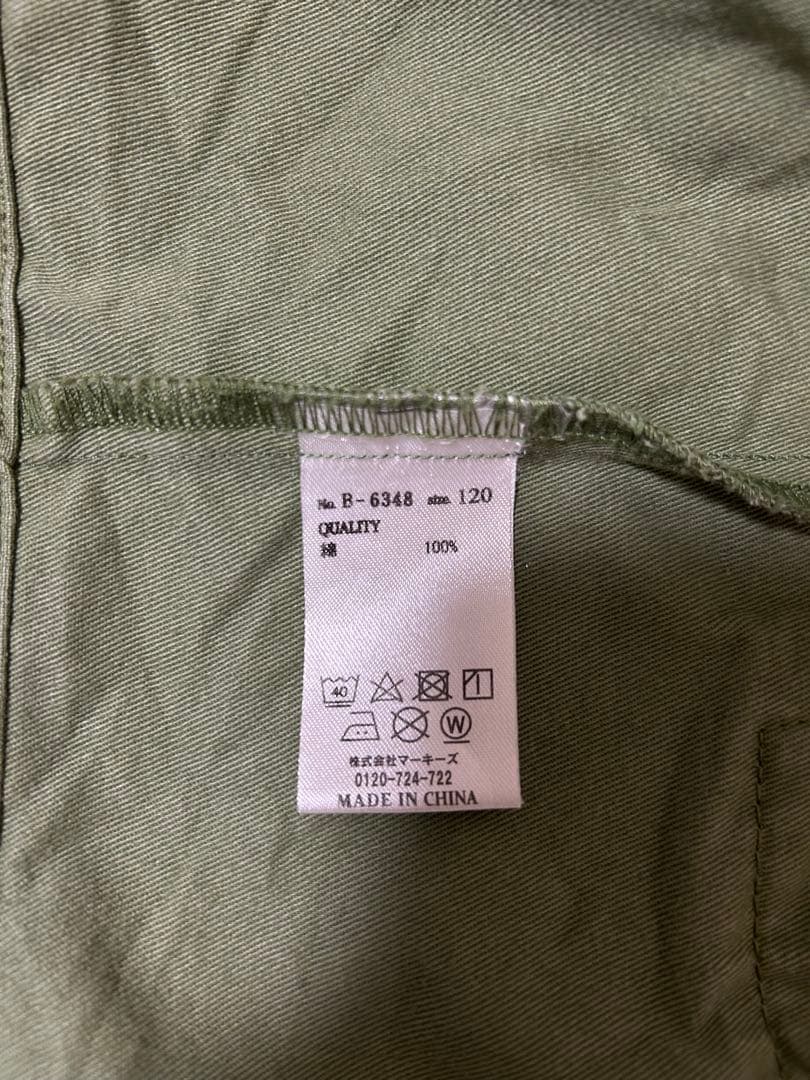 No. B-6348 size. 120
QUALITY
綿 100%
40
W
株式会社マーキーズ
0120-724-722
MADE IN CHINA